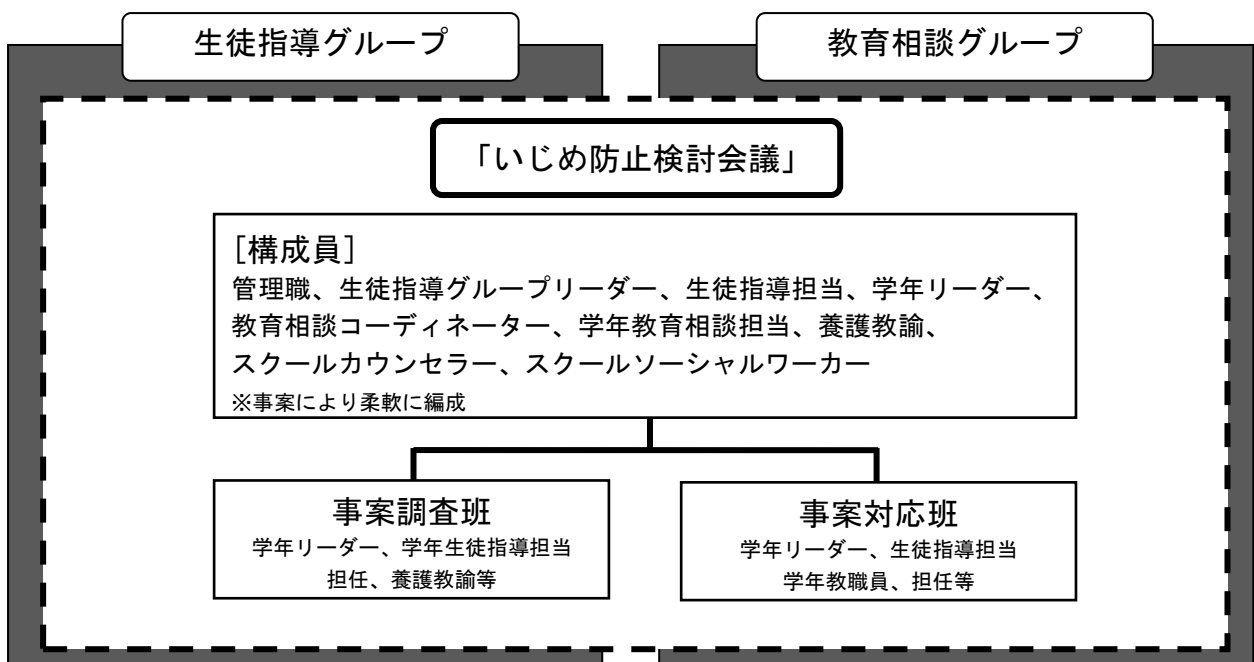 生徒指導グループ
教育相談グループ
「いじめ防止検討会議」
[構成員]
管理職、生徒指導グループリーダー、生徒指導担当、学年リーダー、
教育相談コーディネーター、学年教育相談担当、養護教諭、
スクールカウンセラー、スクールソーシャルワーカー
※事案により柔軟に編成
事案調査班
学年リーダー、学年生徒指導担当
担任、養護教諭等
事案対応班
学年リーダー、生徒指導担当
学年教職員、担任等